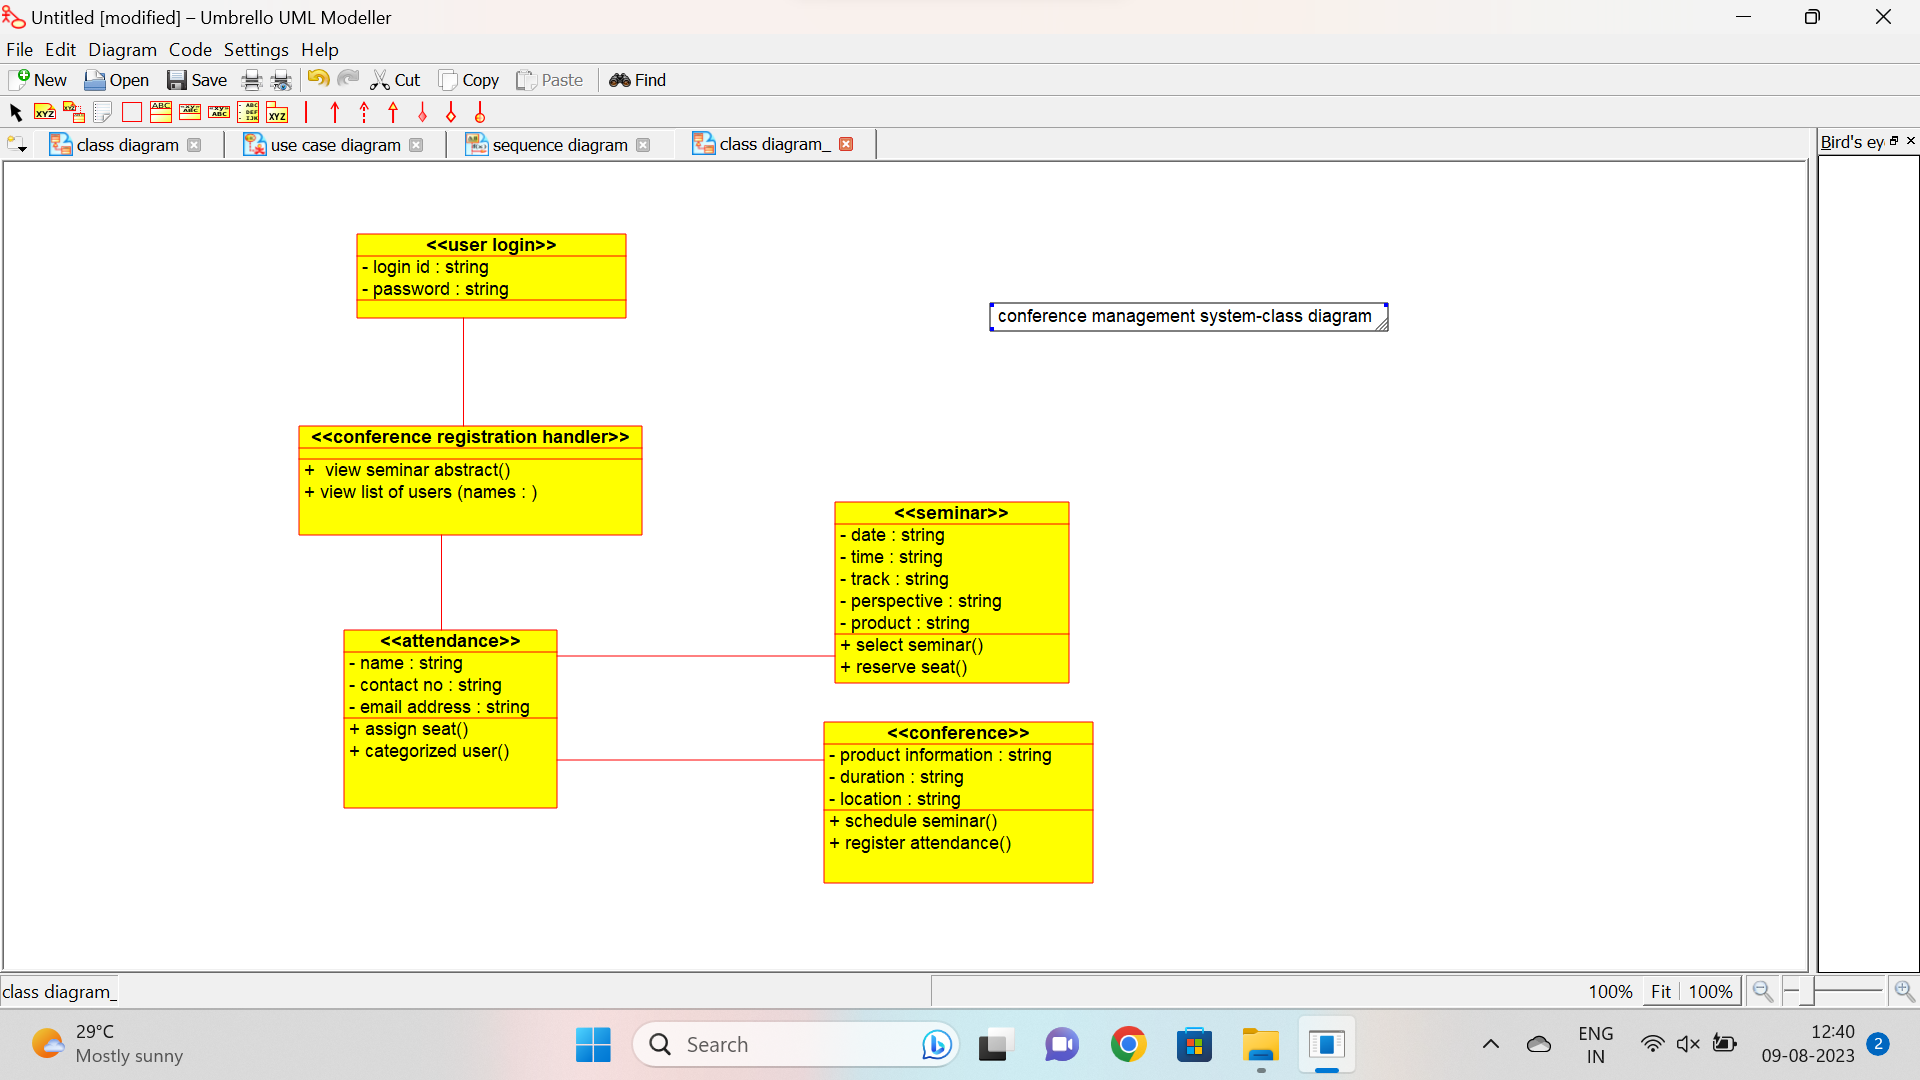 Untitled [modified] – Umbrello UML Modeller
File Edit Diagram Code Settings Help
New Open Save Cut Copy Paste Find
class diagram use case diagram sequence diagram class diagram_
Bird's ey
<<user login>>
- login id : string
- password : string
conference management system-class diagram
<<conference registration handler>>
+  view seminar abstract()
+ view list of users (names : )
<<seminar>>
- date : string
- time : string
- track : string
- perspective : string
- product : string
+ select seminar()
+ reserve seat()
<<attendance>>
- name : string
- contact no : string
- email address : string
+ assign seat()
+ categorized user()
<<conference>>
- product information : string
- duration : string
- location : string
+ schedule seminar()
+ register attendance()
class diagram_
100% Fit 100%
29°C
Mostly sunny
Search
ENG
IN
12:40
09-08-2023
2